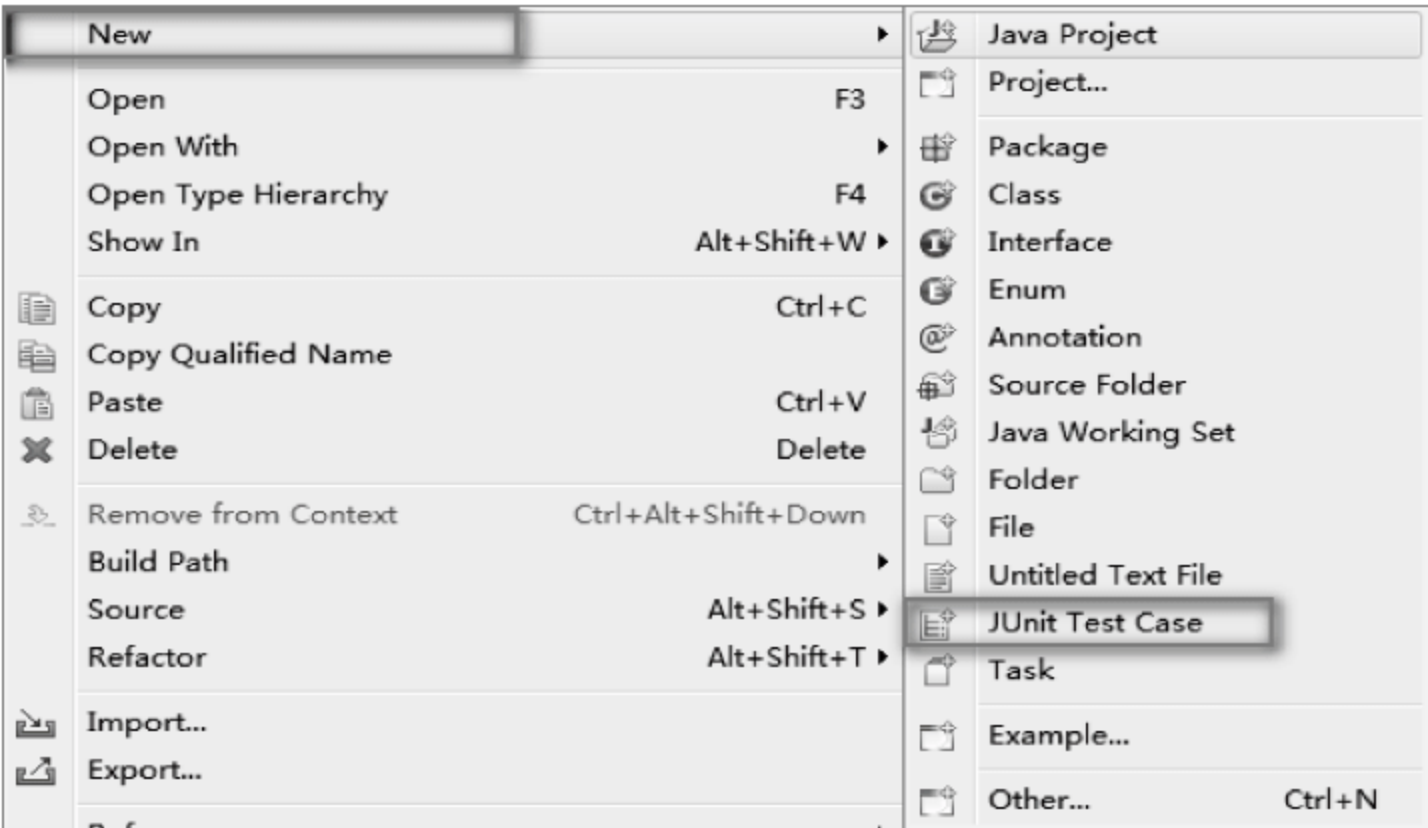 New
Open F3
Open With
Open Type Hierarchy F4
Show In Alt+Shift+W
Copy Ctrl+C
Copy Qualified Name
Paste Ctrl+V
Delete Delete
Remove from Context Ctrl+Alt+Shift+Down
Build Path
Source Alt+Shift+S
Refactor Alt+Shift+T
Import...
Export...
Java Project
Project...
Package
Class
Interface
Enum
Annotation
Source Folder
Java Working Set
Folder
File
Untitled Text File
JUnit Test Case
Task
Example...
Other... Ctrl+N